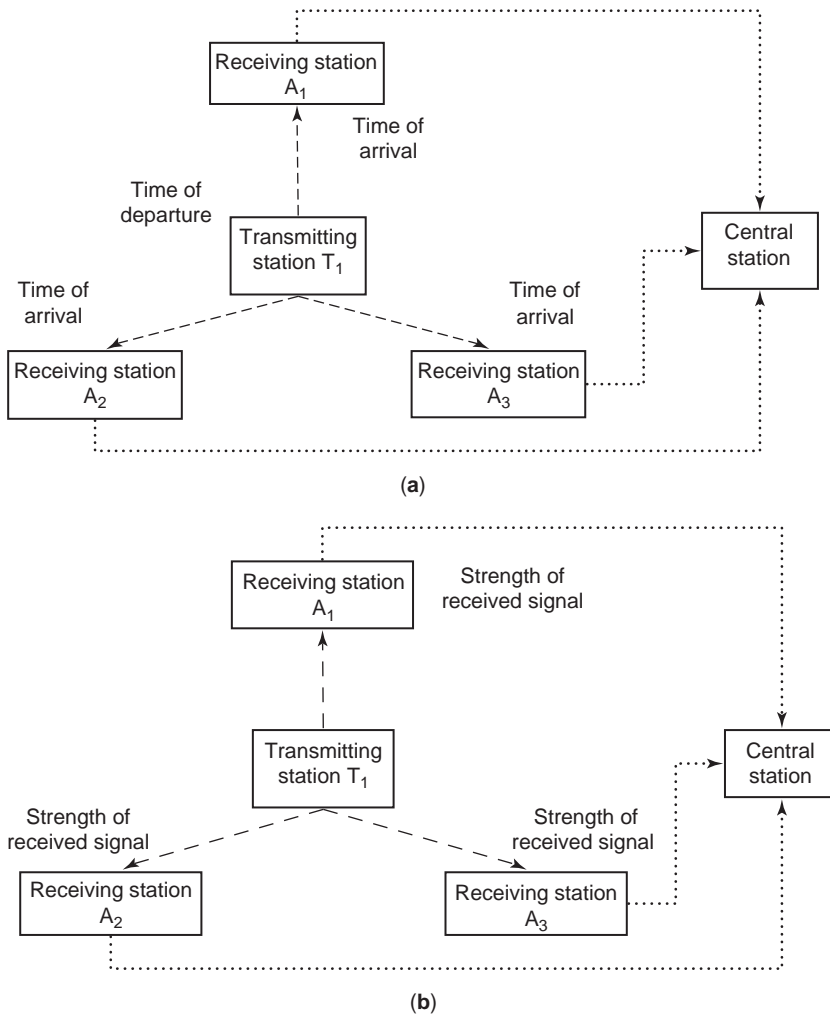 Receiving station
A1
Time of
arrival
Time of
departure
Transmitting
station T1
Central
station
Time of
arrival
Time of
arrival
Receiving station
A2
Receiving station
A3
(a)
Receiving station
A1
Strength of
received signal
Transmitting
station T1
Central
station
Strength of
received signal
Strength of
received signal
Receiving station
A2
Receiving station
A3
(b)